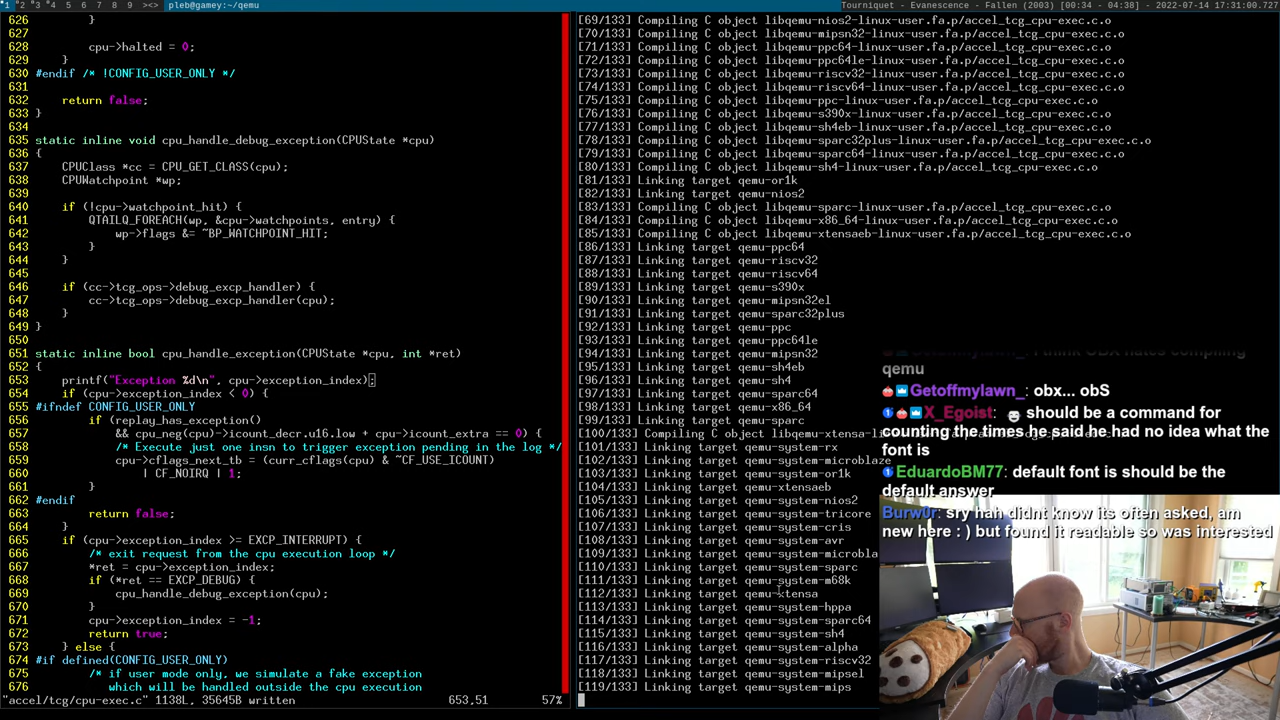 1 2 3 4 5 6 7 8 9 ><> pleb@gamey:~/qemu
Tourniquet - Evanescence - Fallen (2003) [00:34 - 04:38] - 2022-07-14 17:31:00.727
626         }
627
628         cpu->halted = 0;
629     }
630 #endif /* !CONFIG_USER_ONLY */
631
632     return false;
633 }
634
635 static inline void cpu_handle_debug_exception(CPUState *cpu)
636 {
637     CPUClass *cc = CPU_GET_CLASS(cpu);
638     CPUWatchpoint *wp;
639
640     if (!cpu->watchpoint_hit) {
641         QTAILQ_FOREACH(wp, &cpu->watchpoints, entry) {
642             wp->flags &= ~BP_WATCHPOINT_HIT;
643         }
644     }
645
646     if (cc->tcg_ops->debug_excp_handler) {
647         cc->tcg_ops->debug_excp_handler(cpu);
648     }
649 }
650
651 static inline bool cpu_handle_exception(CPUState *cpu, int *ret)
652 {
653     printf("Exception %d\n", cpu->exception_index);
654     if (cpu->exception_index < 0) {
655 #ifndef CONFIG_USER_ONLY
656         if (replay_has_exception()
657             && cpu_neg(cpu)->icount_decr.u16.low + cpu->icount_extra == 0) {
658             /* Execute just one insn to trigger exception pending in the log */
659             cpu->cflags_next_tb = (curr_cflags(cpu) & ~CF_USE_ICOUNT)
660                 | CF_NOIRQ | 1;
661         }
662 #endif
663         return false;
664     }
665     if (cpu->exception_index >= EXCP_INTERRUPT) {
666         /* exit request from the cpu execution loop */
667         *ret = cpu->exception_index;
668         if (*ret == EXCP_DEBUG) {
669             cpu_handle_debug_exception(cpu);
670         }
671         cpu->exception_index = -1;
672         return true;
673     } else {
674 #if defined(CONFIG_USER_ONLY)
675         /* if user mode only, we simulate a fake exception
676            which will be handled outside the cpu execution
"accel/tcg/cpu-exec.c" 1138L, 35645B written 653,51 57%
[69/133] Compiling C object libqemu-nios2-linux-user.fa.p/accel_tcg_cpu-exec.c.o
[70/133] Compiling C object libqemu-mipsn32-linux-user.fa.p/accel_tcg_cpu-exec.c.o
[71/133] Compiling C object libqemu-ppc64-linux-user.fa.p/accel_tcg_cpu-exec.c.o
[72/133] Compiling C object libqemu-ppc64le-linux-user.fa.p/accel_tcg_cpu-exec.c.o
[73/133] Compiling C object libqemu-riscv32-linux-user.fa.p/accel_tcg_cpu-exec.c.o
[74/133] Compiling C object libqemu-riscv64-linux-user.fa.p/accel_tcg_cpu-exec.c.o
[75/133] Compiling C object libqemu-ppc-linux-user.fa.p/accel_tcg_cpu-exec.c.o
[76/133] Compiling C object libqemu-s390x-linux-user.fa.p/accel_tcg_cpu-exec.c.o
[77/133] Compiling C object libqemu-sh4eb-linux-user.fa.p/accel_tcg_cpu-exec.c.o
[78/133] Compiling C object libqemu-sparc32plus-linux-user.fa.p/accel_tcg_cpu-exec.c.o
[79/133] Compiling C object libqemu-sparc64-linux-user.fa.p/accel_tcg_cpu-exec.c.o
[80/133] Compiling C object libqemu-sh4-linux-user.fa.p/accel_tcg_cpu-exec.c.o
[81/133] Linking target qemu-or1k
[82/133] Linking target qemu-nios2
[83/133] Compiling C object libqemu-sparc-linux-user.fa.p/accel_tcg_cpu-exec.c.o
[84/133] Compiling C object libqemu-x86_64-linux-user.fa.p/accel_tcg_cpu-exec.c.o
[85/133] Compiling C object libqemu-xtensaeb-linux-user.fa.p/accel_tcg_cpu-exec.c.o
[86/133] Linking target qemu-ppc64
[87/133] Linking target qemu-riscv32
[88/133] Linking target qemu-riscv64
[89/133] Linking target qemu-s390x
[90/133] Linking target qemu-mipsn32el
[91/133] Linking target qemu-sparc32plus
[92/133] Linking target qemu-ppc
[93/133] Linking target qemu-ppc64le
[94/133] Linking target qemu-mipsn32
[95/133] Linking target qemu-sh4eb
[96/133] Linking target qemu-sh4
[97/133] Linking target qemu-sparc64
[98/133] Linking target qemu-x86_64
[99/133] Linking target qemu-sparc
[100/133] Compiling C object libqemu-xtensa-li
[101/133] Linking target qemu-system-rx
[102/133] Linking target qemu-system-microblaze
[103/133] Linking target qemu-system-or1k
[104/133] Linking target qemu-xtensaeb
[105/133] Linking target qemu-system-nios2
[106/133] Linking target qemu-system-tricore
[107/133] Linking target qemu-system-cris
[108/133] Linking target qemu-system-avr
[109/133] Linking target qemu-system-microbla
[110/133] Linking target qemu-system-sparc
[111/133] Linking target qemu-system-m68k
[112/133] Linking target qemu-xtensa
[113/133] Linking target qemu-system-hppa
[114/133] Linking target qemu-system-sparc64
[115/133] Linking target qemu-system-sh4
[116/133] Linking target qemu-system-alpha
[117/133] Linking target qemu-system-riscv32
[118/133] Linking target qemu-system-mipsel
[119/133] Linking target qemu-system-mips
qemu
Getoffmylawn_: obx... obS
X_Egoist: should be a command for
counting the times he said he had no idea what the
font is
EduardoBM77: default font is should be the
default answer
Burw0r: sry nah didnt know its often asked, am
new here : ) but found it readable so was interested